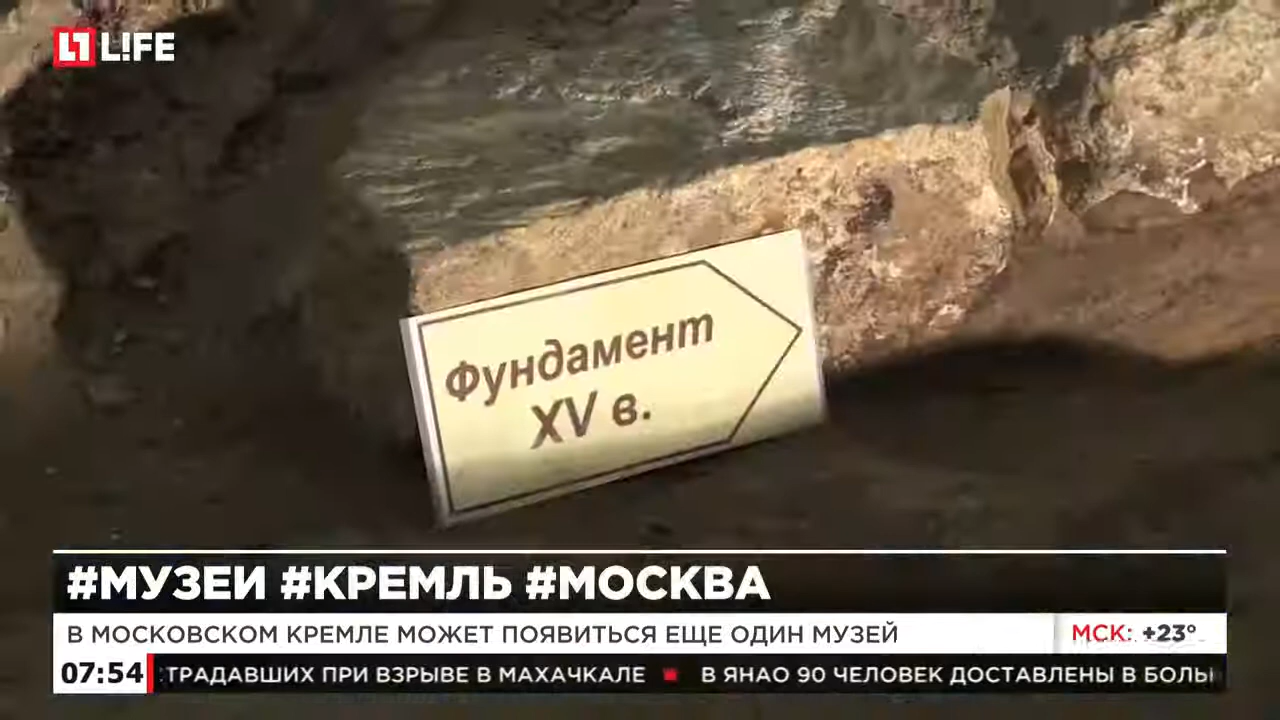 L!FE
Фундамент
XV в.
#МУЗЕИ #КРЕМЛЬ #МОСКВА
В МОСКОВСКОМ КРЕМЛЕ МОЖЕТ ПОЯВИТЬСЯ ЕЩЕ ОДИН МУЗЕЙ
МСК: +23°
07:54 СТРАДАВШИХ ПРИ ВЗРЫВЕ В МАХАЧКАЛЕ ■ В ЯНАО 90 ЧЕЛОВЕК ДОСТАВЛЕНЫ В БОЛЬ